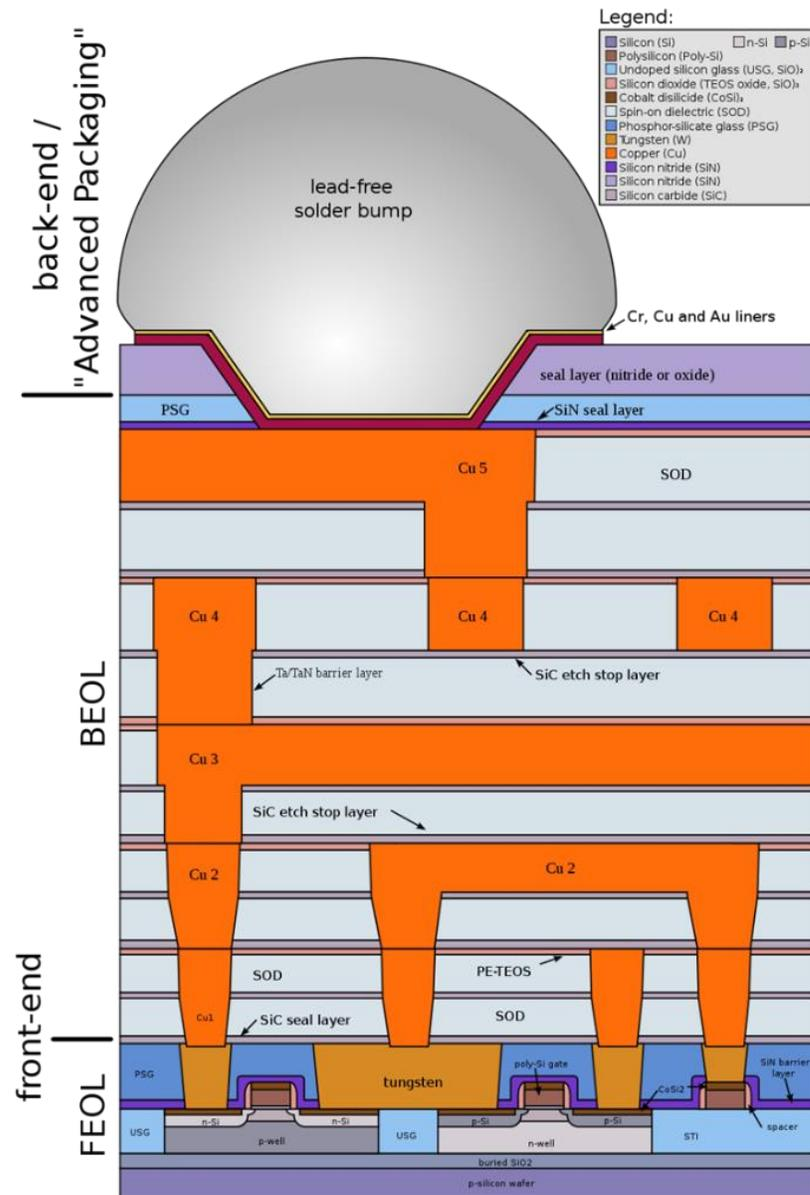 Legend:
Silicon (Si)
n-Si
p-Si
Polysilicon (Poly-Si)
Undoped silicon glass (USG, SiO)₂
Silicon dioxide (TEOS oxide, SiO)₂
Cobalt disilicide (CoSi)₂
Spin-on dielectric (SOD)
Phosphor-silicate glass (PSG)
Tungsten (W)
Copper (Cu)
Silicon nitride (SiN)
Silicon nitride (SiN)
Silicon carbide (SiC)
back-end /
"Advanced Packaging"
lead-free
solder bump
Cr, Cu and Au liners
seal layer (nitride or oxide)
PSG
SiN seal layer
Cu 5
SOD
Cu 4
Cu 4
Cu 4
Ta/TaN barrier layer
SiC etch stop layer
BEOL
Cu 3
SiC etch stop layer
Cu 2
Cu 2
front-end
SOD
PE-TEOS
Cu1
SiC seal layer
SOD
FEOL
PSG
tungsten
poly-Si gate
SiN barrier
layer
CoSi2
spacer
n-Si
n-Si
p-Si
p-Si
USG
p-well
USG
n-well
STI
buried SiO2
p-silicon wafer